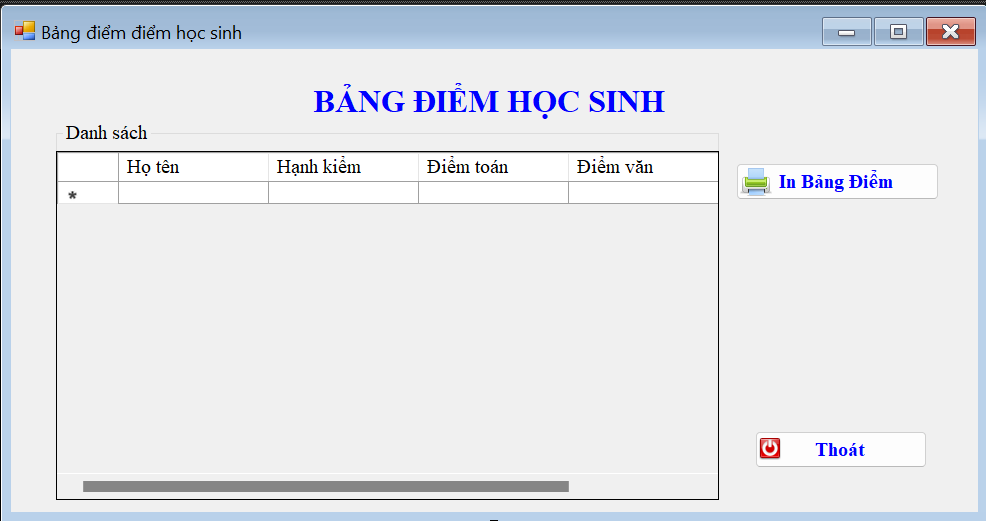 Bảng điểm điểm học sinh
BẢNG ĐIỂM HỌC SINH
Danh sách
Họ tên Hạnh kiểm Điểm toán Điểm văn
*
In Bảng Điểm
Thoát